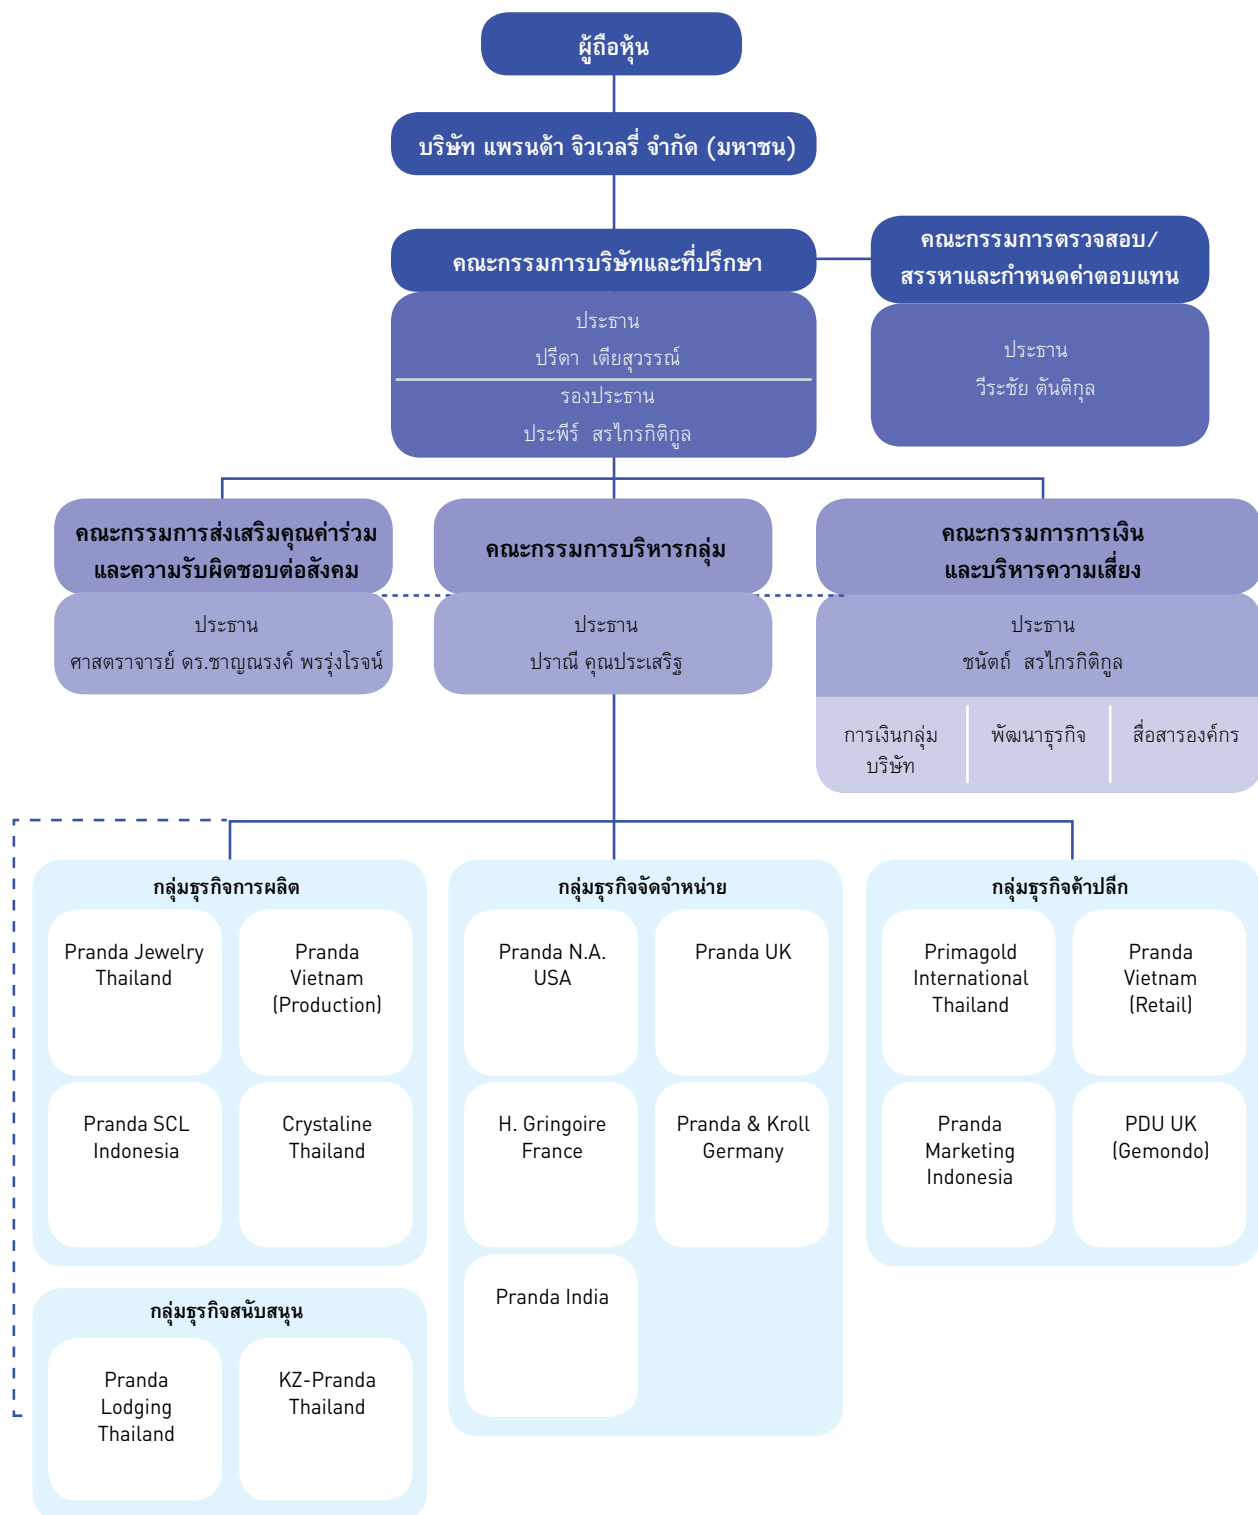 ผู้ถือหุ้น
บริษัท แพรนด้า จิวเวลรี่ จำกัด (มหาชน)
คณะกรรมการบริษัทและที่ปรึกษา
ประธาน
ปรีดา เตียสุวรรณ์
รองประธาน
ประพีร์ สรไกรกิติกูล
คณะกรรมการตรวจสอบ/
สรรหาและกำหนดค่าตอบแทน
ประธาน
วีระชัย ตันติกุล
คณะกรรมการส่งเสริมคุณค่าร่วม
และความรับผิดชอบต่อสังคม
ประธาน
ศาสตราจารย์ ดร.ชาญณรงค์ พรรุ่งโรจน์
คณะกรรมการบริหารกลุ่ม
ประธาน
ปราณี คุณประเสริฐ
คณะกรรมการการเงิน
และบริหารความเสี่ยง
ประธาน
ชนัตถ์ สรไกรกิติกูล
การเงินกลุ่ม
บริษัท
พัฒนาธุรกิจ
สื่อสารองค์กร
กลุ่มธุรกิจการผลิต
Pranda Jewelry
Thailand
Pranda
Vietnam
(Production)
Pranda SCL
Indonesia
Crystaline
Thailand
กลุ่มธุรกิจจัดจำหน่าย
Pranda N.A.
USA
Pranda UK
H. Gringoire
France
Pranda & Kroll
Germany
Pranda India
กลุ่มธุรกิจค้าปลีก
Primagold
International
Thailand
Pranda
Vietnam
(Retail)
Pranda
Marketing
Indonesia
PDU UK
(Gemondo)
กลุ่มธุรกิจสนับสนุน
Pranda
Lodging
Thailand
KZ-Pranda
Thailand